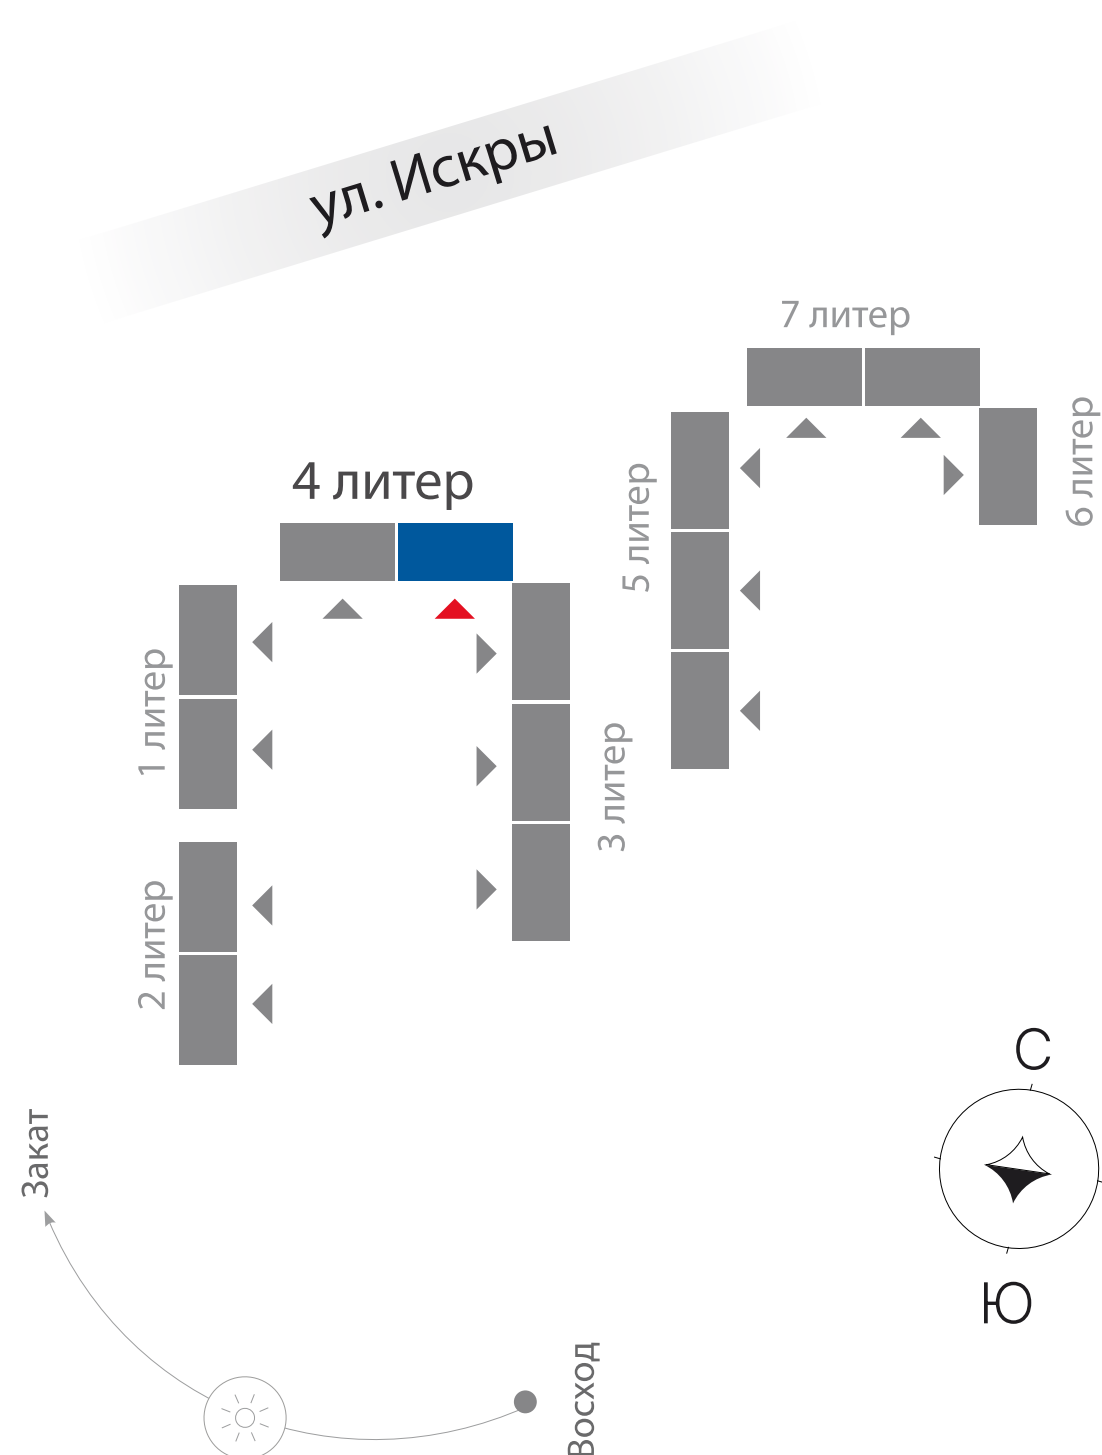 ул. Искры
7 литер
6 литер
4 литер
5 литер
1 литер
3 литер
2 литер
С
Ю
Закат
Восход